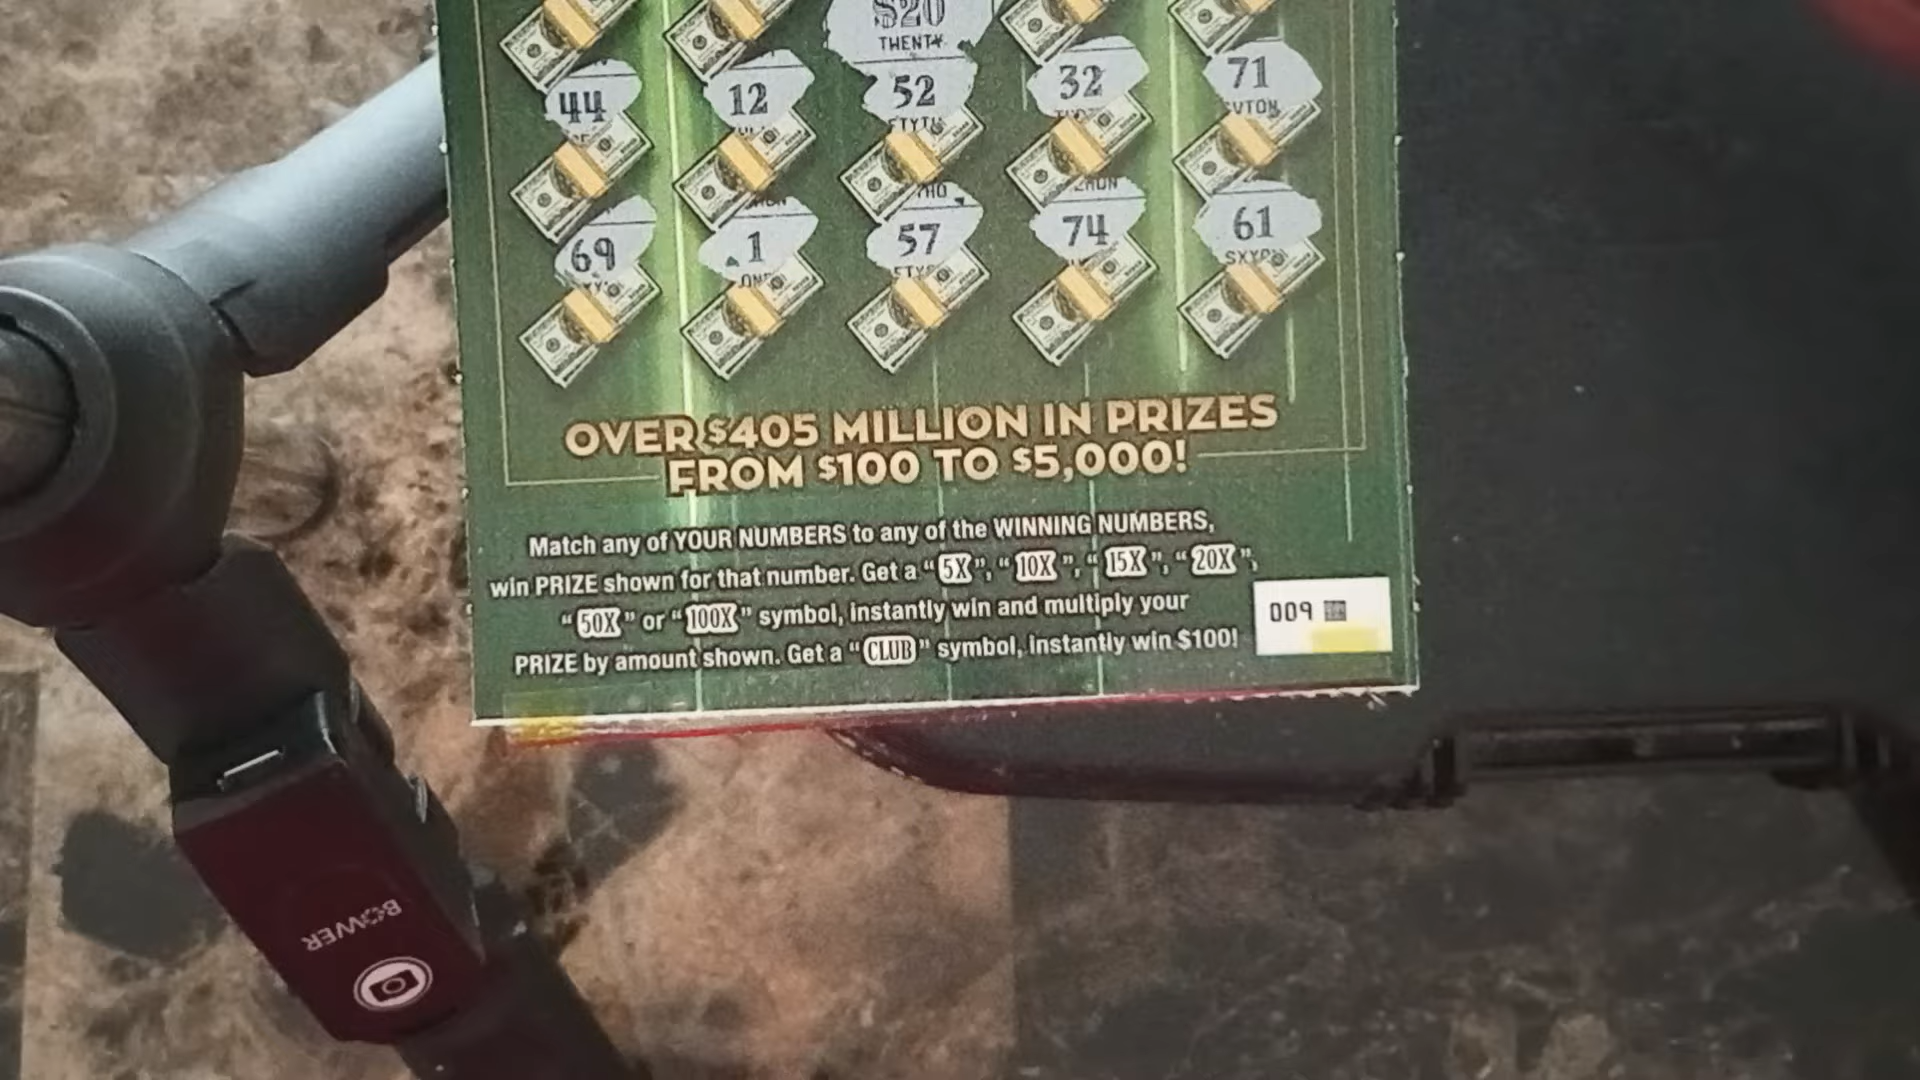 $20
THENTY
44 12 52 32 71
69 1 57 74 61
OVER $405 MILLION IN PRIZES
FROM $100 TO $5,000!
Match any of YOUR NUMBERS to any of the WINNING NUMBERS,
win PRIZE shown for that number. Get a "5X", "10X", "15X", "20X",
"50X" or "100X" symbol, instantly win and multiply your
PRIZE by amount shown. Get a "CLUB" symbol, instantly win $100!
009
BOWER